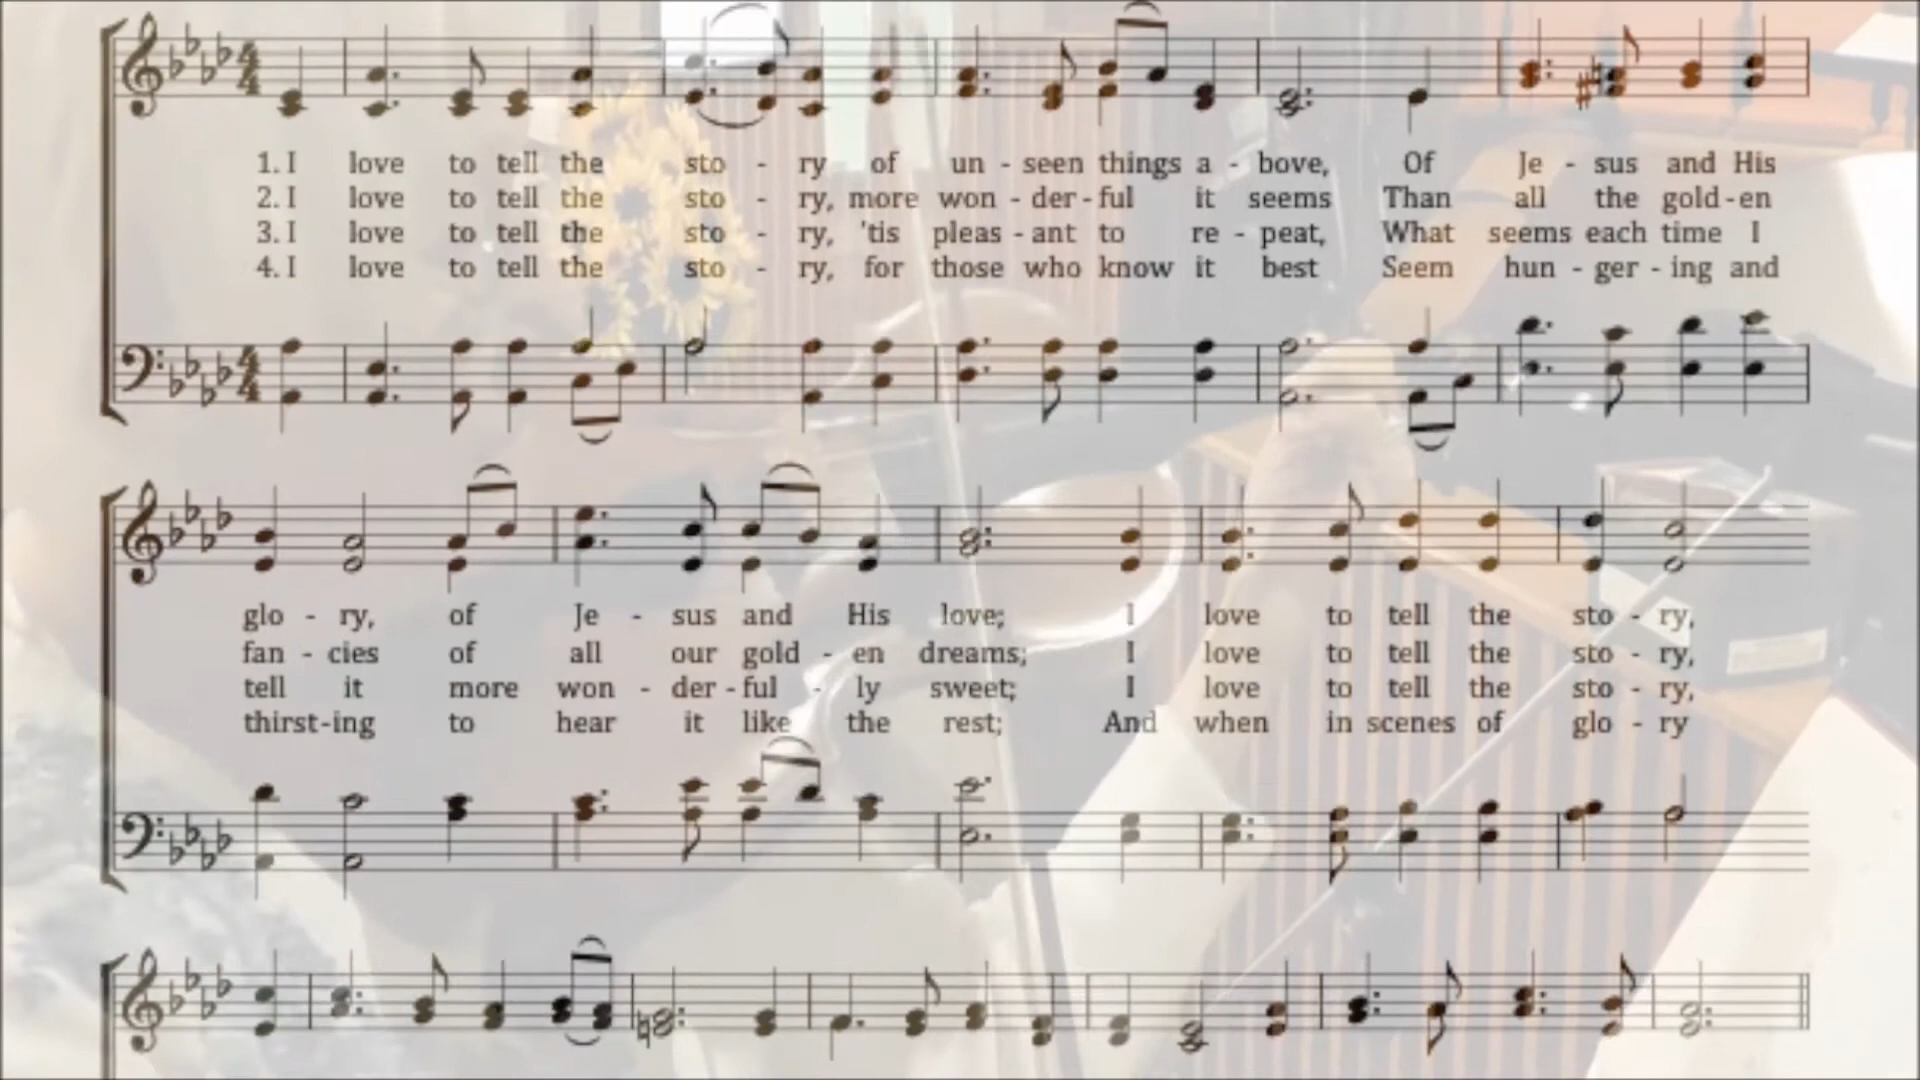 1. I love to tell the sto - ry of un - seen things a - bove, Of Je - sus and His
2. I love to tell the sto - ry, more won - der - ful it seems Than all the gold - en
3. I love to tell the sto - ry, 'tis pleas - ant to re - peat, What seems each time I
4. I love to tell the sto - ry, for those who know it best Seem hun - ger - ing and
glo - ry, of Je - sus and His love; I love to tell the sto - ry,
fan - cies of all our gold - en dreams; I love to tell the sto - ry,
tell it more won - der - ful - ly sweet; I love to tell the sto - ry,
thirst - ing to hear it like the rest; And when in scenes of glo - ry